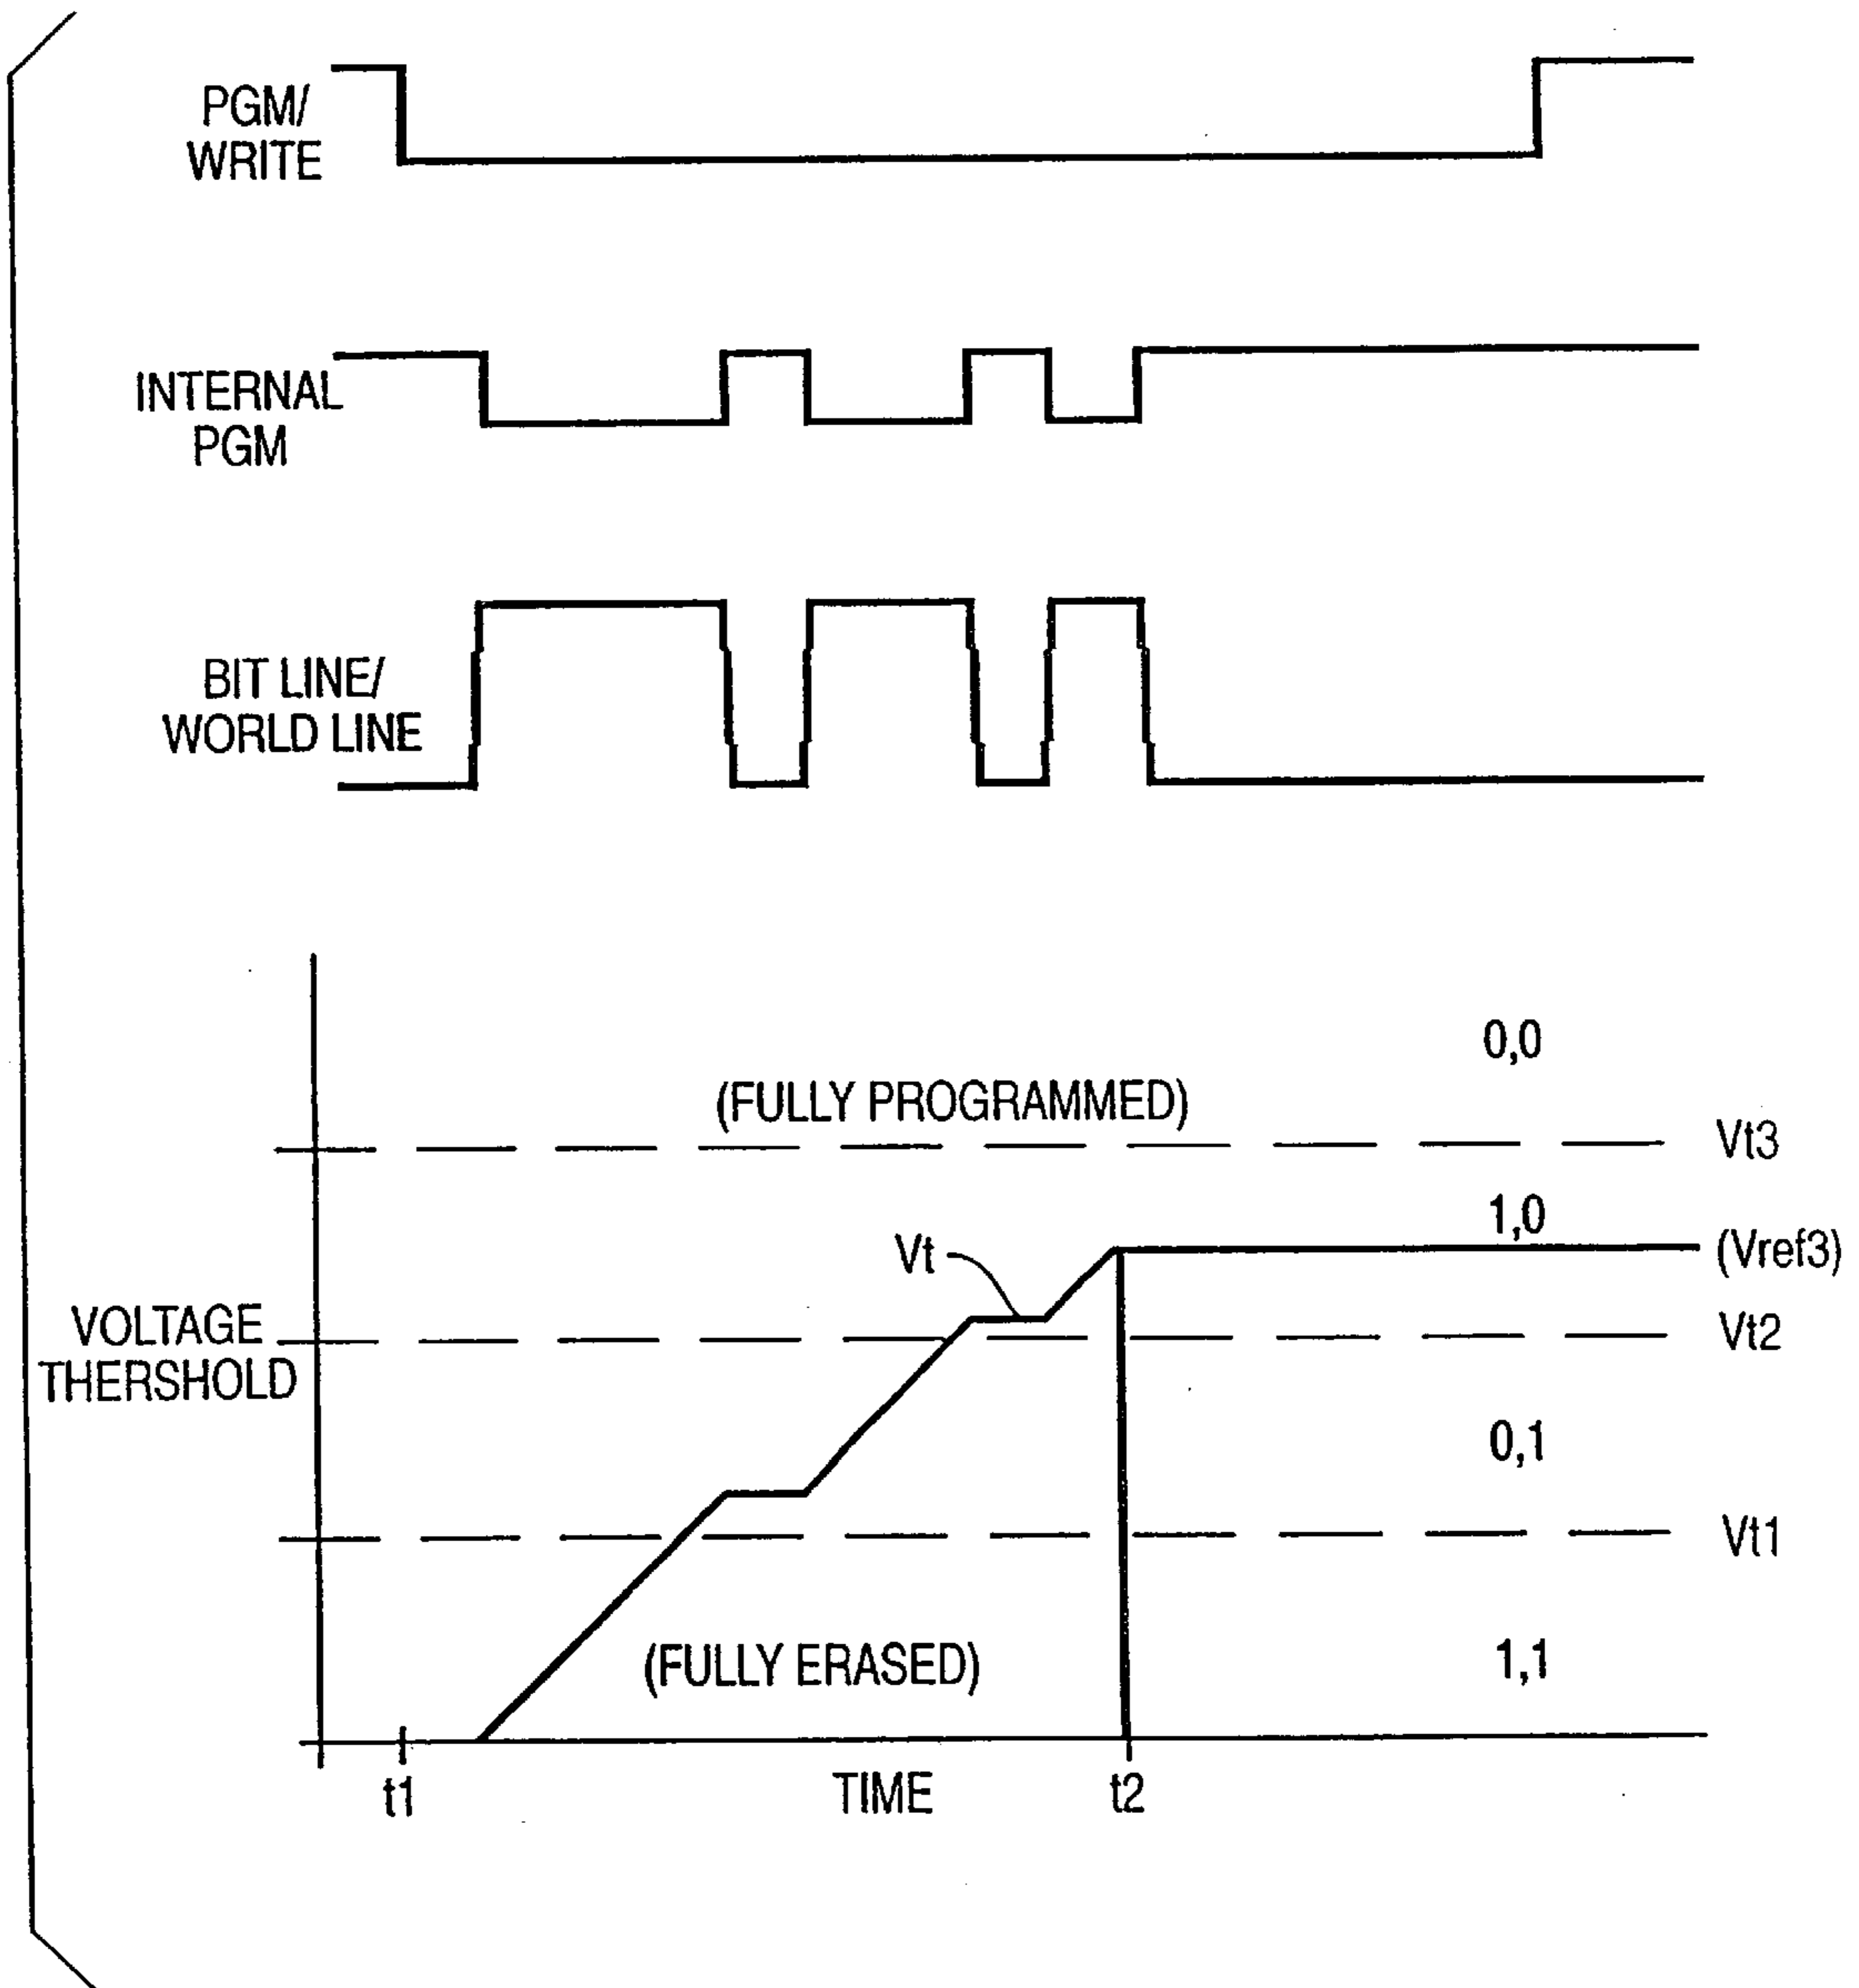 PGM/
WRITE
INTERNAL
PGM
BIT LINE/
WORLD LINE
0,0
(FULLY PROGRAMMED)
Vt3
1,0
Vt
(Vref3)
VOLTAGE
THERSHOLD
Vt2
0,1
Vt1
(FULLY ERASED)
1,1
t1
TIME
t2